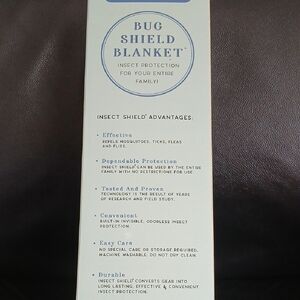 BUG
SHIELD
BLANKET™
INSECT PROTECTION
FOR YOUR ENTIRE
FAMILY!
INSECT SHIELD® ADVANTAGES:
• Effective
REPELS MOSQUITOES, TICKS, FLEAS
AND FLIES.
• Dependable Protection
INSECT SHIELD® CAN BE USED BY THE ENTIRE
FAMILY WITH NO RESTRICTIONS FOR USE.
• Tested And Proven
TECHNOLOGY IS THE RESULT OF YEARS
OF RESEARCH AND FIELD STUDY.
• Convenient
BUILT-IN INVISIBLE, ODORLESS INSECT
PROTECTION.
• Easy Care
NO SPECIAL CARE OR STORAGE REQUIRED.
MACHINE WASHABLE, DO NOT DRY CLEAN.
• Durable
INSECT SHIELD® CONVERTS GEAR INTO
LONG LASTING, EFFECTIVE & CONVENIENT
INSECT PROTECTION.